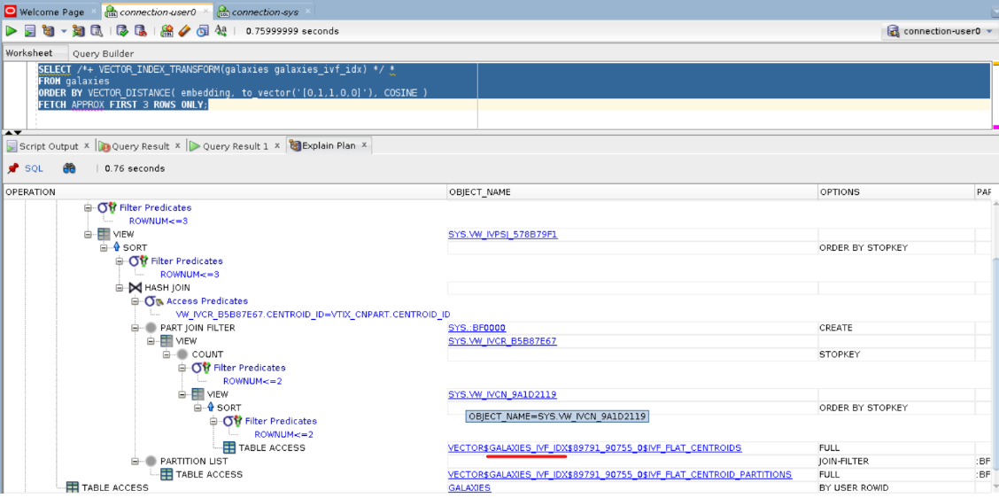 Welcome Page
connection-user0
connection-sys
0.75999999 seconds
connection-user0
Worksheet Query Builder
SELECT /*+ VECTOR_INDEX_TRANSFORM(galaxies galaxies_ivf_idx) */ *
FROM galaxies
ORDER BY VECTOR_DISTANCE( embedding, to_vector('[0,1,1,0,0]'), COSINE )
FETCH APPROX FIRST 3 ROWS ONLY;
Script Output x Query Result x Query Result 1 x Explain Plan x
SQL 0.76 seconds
OPERATION OBJECT_NAME OPTIONS PAR
Filter Predicates
ROWNUM<=3
VIEW SYS.VW_IVPSJ_578B79F1
SORT ORDER BY STOPKEY
Filter Predicates
ROWNUM<=3
HASH JOIN
Access Predicates
VW_IVCR_B5B87E67.CENTROID_ID=VTIX_CNPART.CENTROID_ID
PART JOIN FILTER SYS.:BF0000 CREATE
VIEW SYS.VW_IVCR_B5B87E67
COUNT STOPKEY
Filter Predicates
ROWNUM<=2
VIEW SYS.VW_IVCN_9A1D2119
SORT ORDER BY STOPKEY
OBJECT_NAME=SYS.VW_IVCN_9A1D2119
Filter Predicates
ROWNUM<=2
TABLE ACCESS VECTOR$GALAXIES_IVF_IDX$89791_90755_0$IVF_FLAT_CENTROIDS FULL
PARTITION LIST JOIN-FILTER :BF
TABLE ACCESS VECTOR$GALAXIES_IVF_IDX$89791_90755_0$IVF_FLAT_CENTROID_PARTITIONS FULL :BF
TABLE ACCESS GALAXIES BY USER ROWID